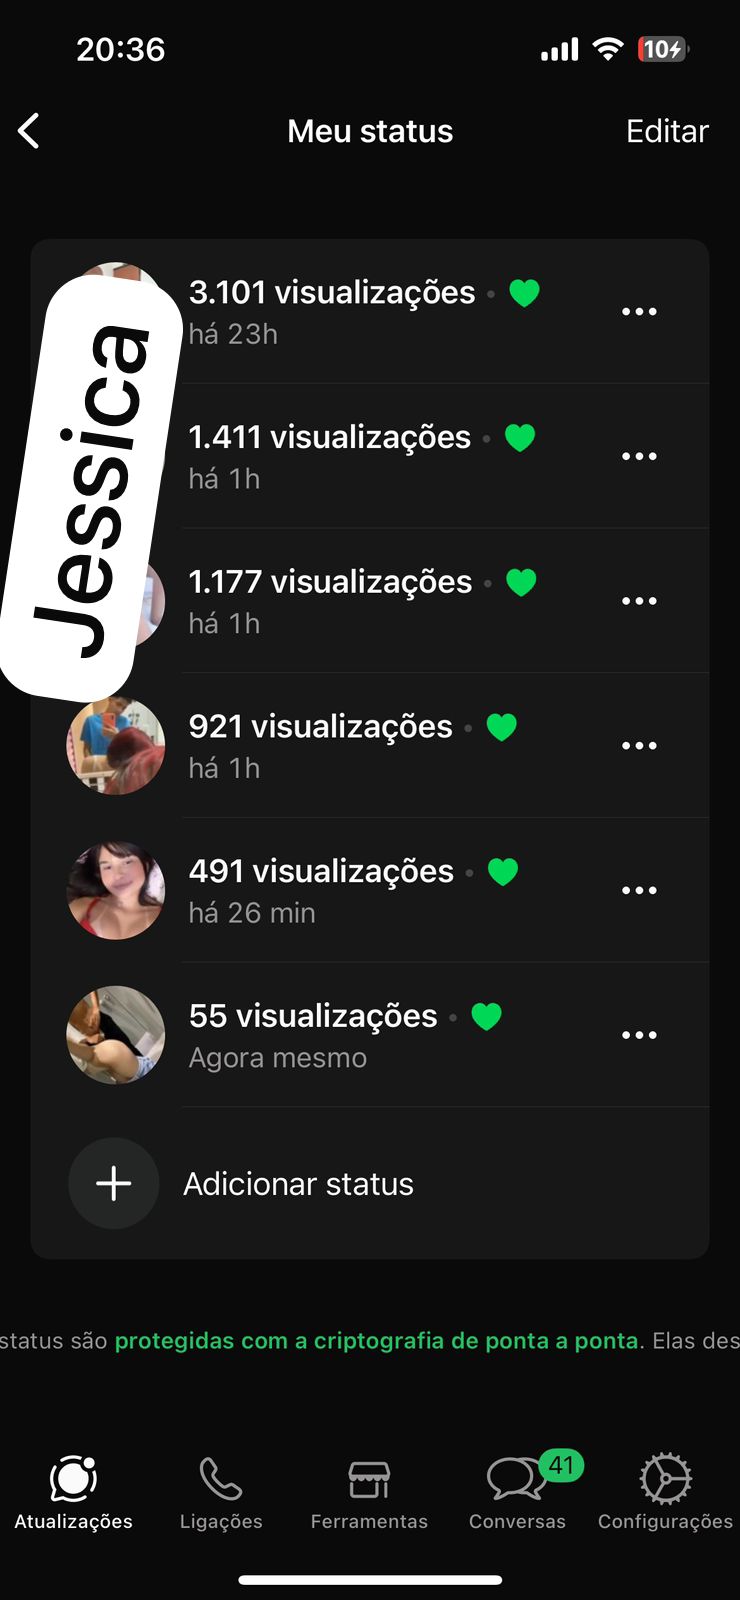 20:36
10
Meu status
Editar
3.101 visualizações
há 23h
Jessica
1.411 visualizações
há 1h
1.177 visualizações
há 1h
921 visualizações
há 1h
491 visualizações
há 26 min
55 visualizações
Agora mesmo
Adicionar status
status são protegidas com a criptografia de ponta a ponta. Elas des
41
Atualizações
Ligações
Ferramentas
Conversas
Configurações